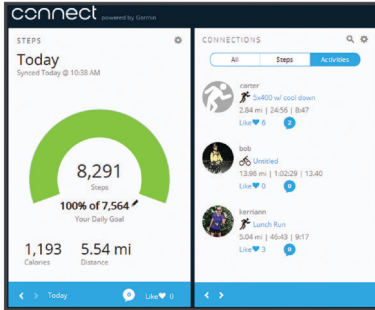 connect powered by Garmin
STEPS
Today
Synced Today @ 10:38 AM
8,291
Steps
100% of 7,564
Your Daily Goal
1,193
Calories
5.54 mi
Distance
Today
0
Like 0
CONNECTIONS
All
Steps
Activities
carter
5x400 w/ cool down
2.84 mi | 24:56 | 8:47
Like 6
2
bob
Untitled
13.96 mi | 1:02:29 | 13.40
Like 0
0
kerriann
Lunch Run
5.04 mi | 46:43 | 9:17
Like 3